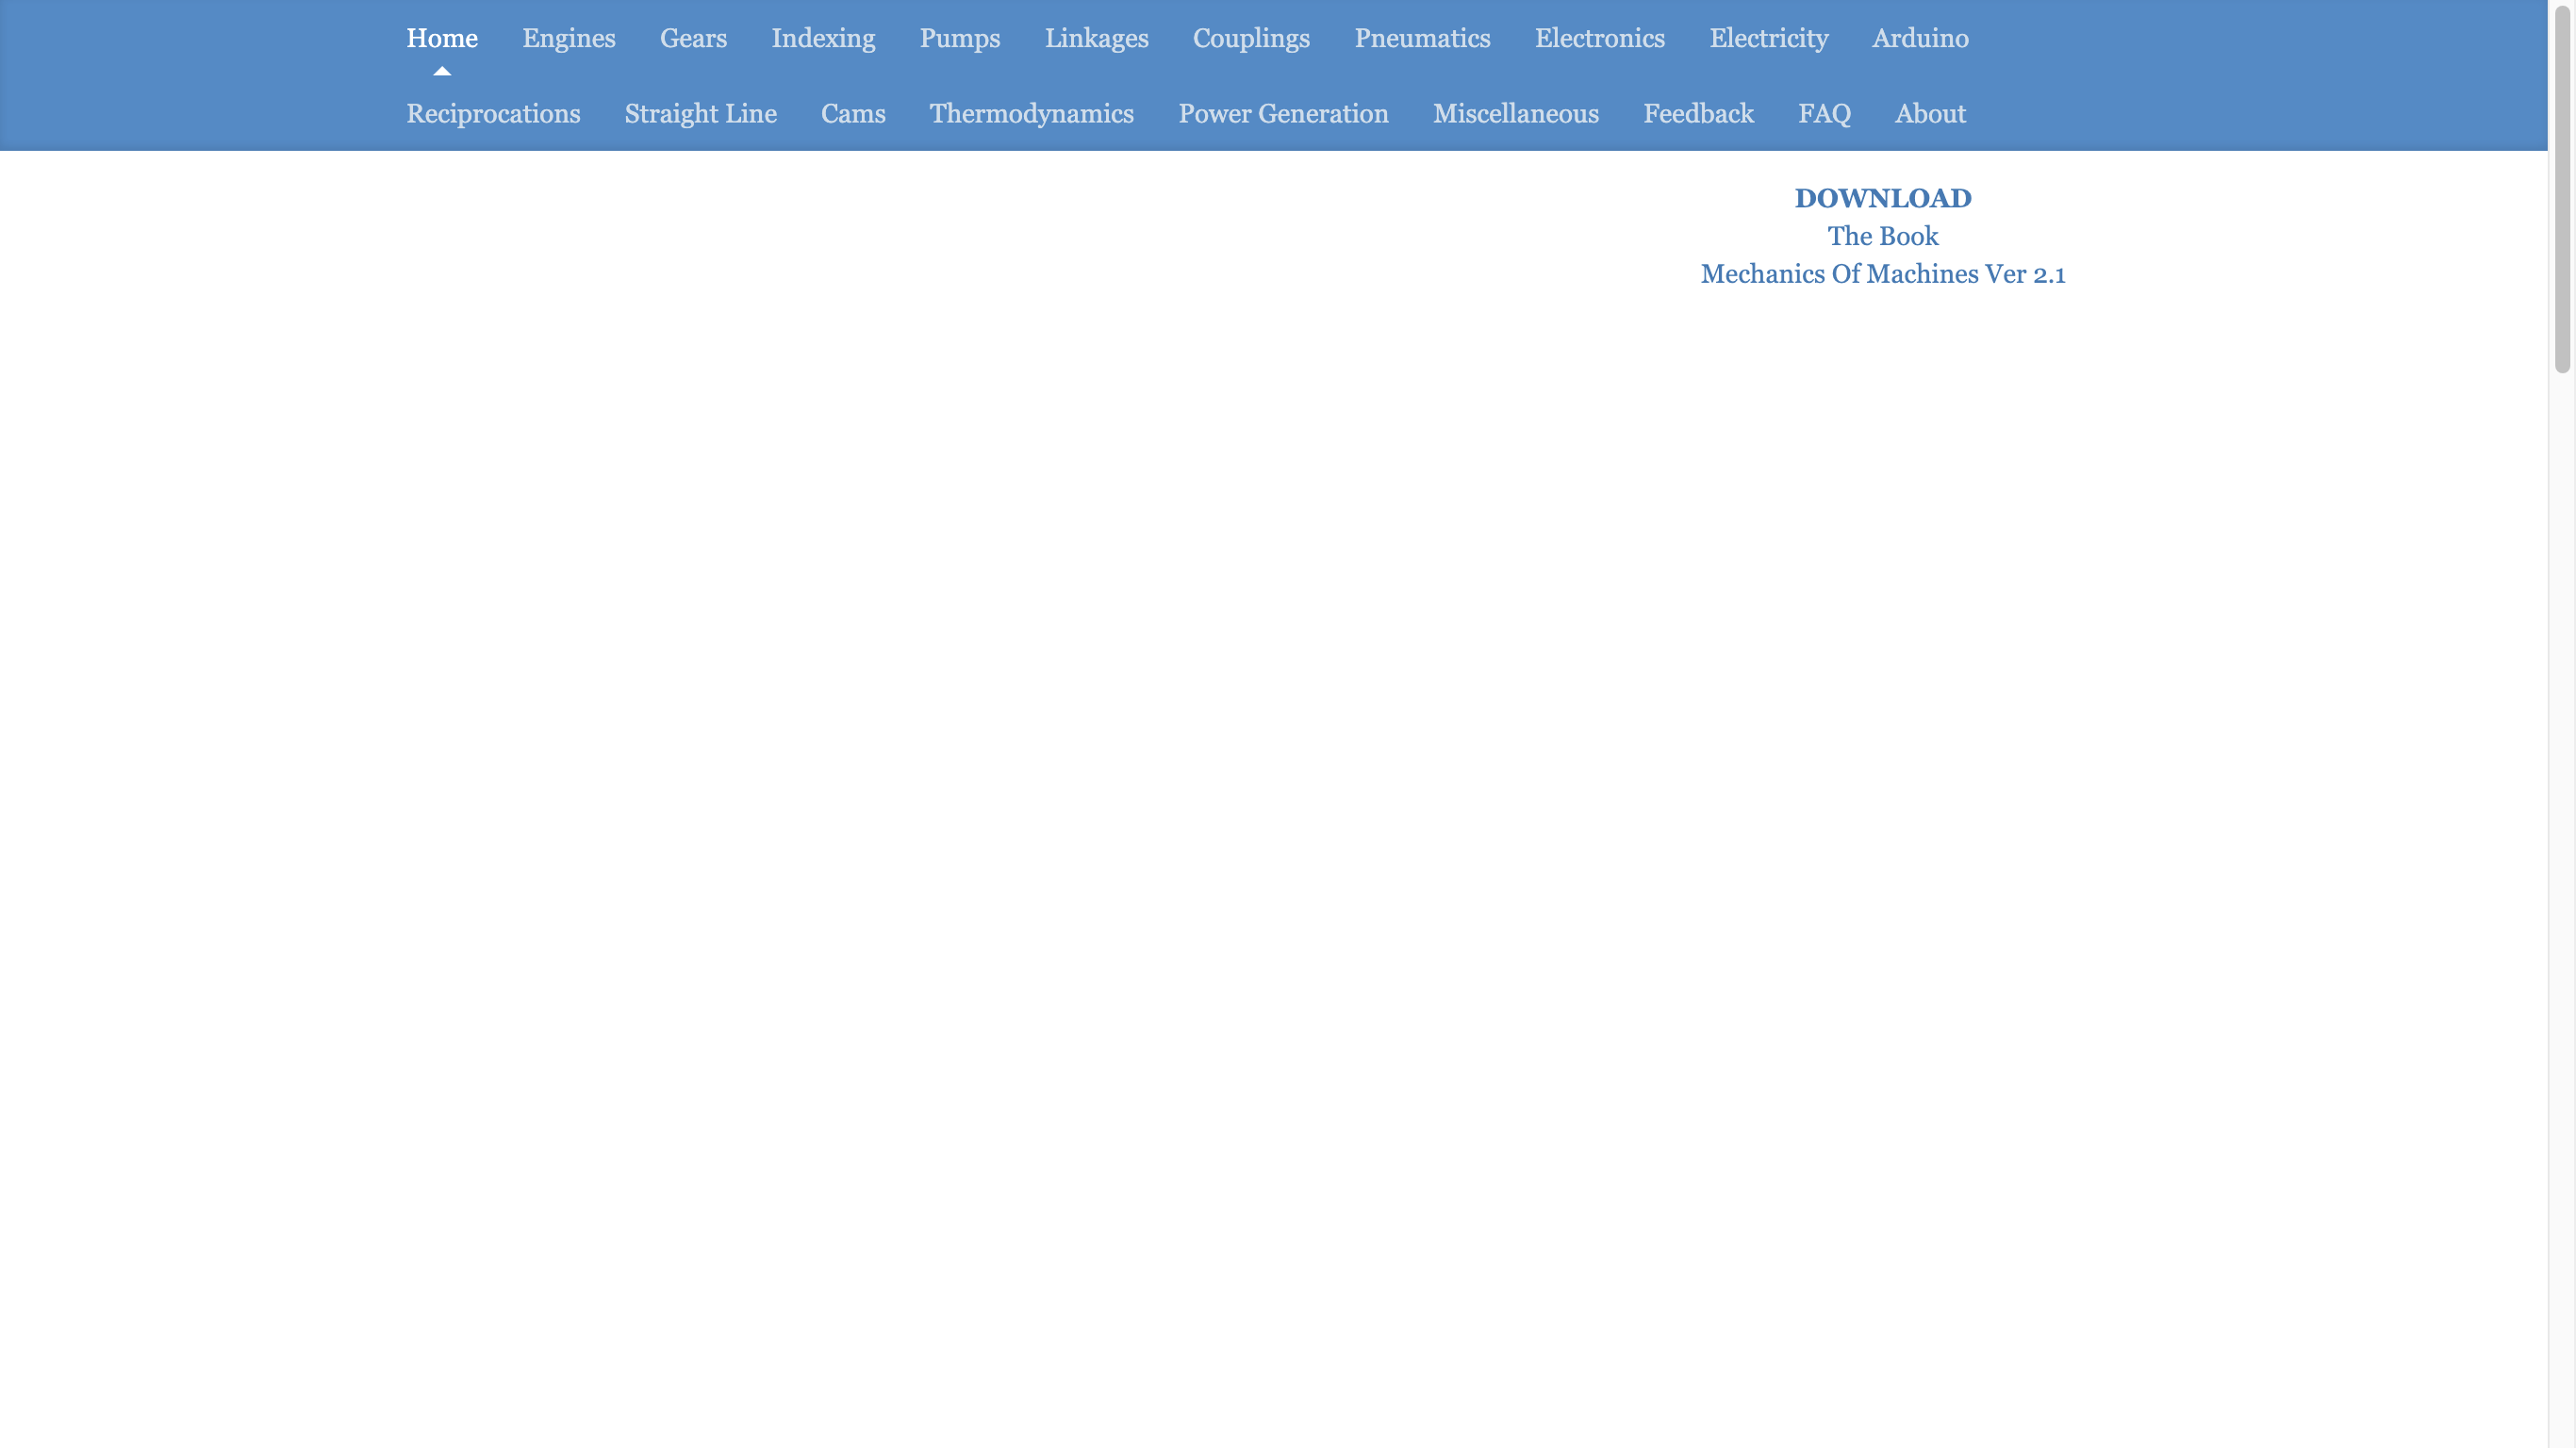 Home Engines Gears Indexing Pumps Linkages Couplings Pneumatics Electronics Electricity Arduino
Reciprocations Straight Line Cams Thermodynamics Power Generation Miscellaneous Feedback FAQ About
DOWNLOAD
The Book
Mechanics Of Machines Ver 2.1